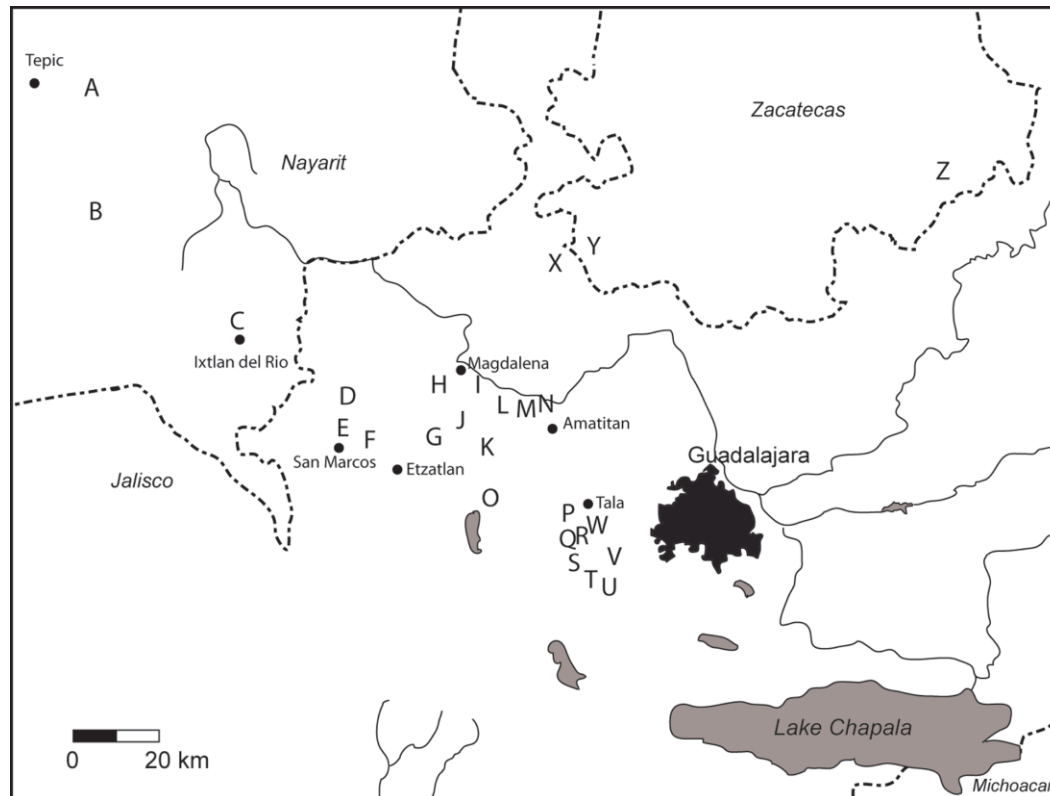 Tepic
A
Zacatecas
Nayarit
Z
B
Y
X
C
Ixtlan del Rio
Magdalena
H
I
D
L
M
N
J
Amatitan
E
F
G
K
San Marcos
Etzatlan
Guadalajara
Jalisco
O
Tala
P
W
Q
R
V
S
T
U
Lake Chapala
0 20 km
Michoacan